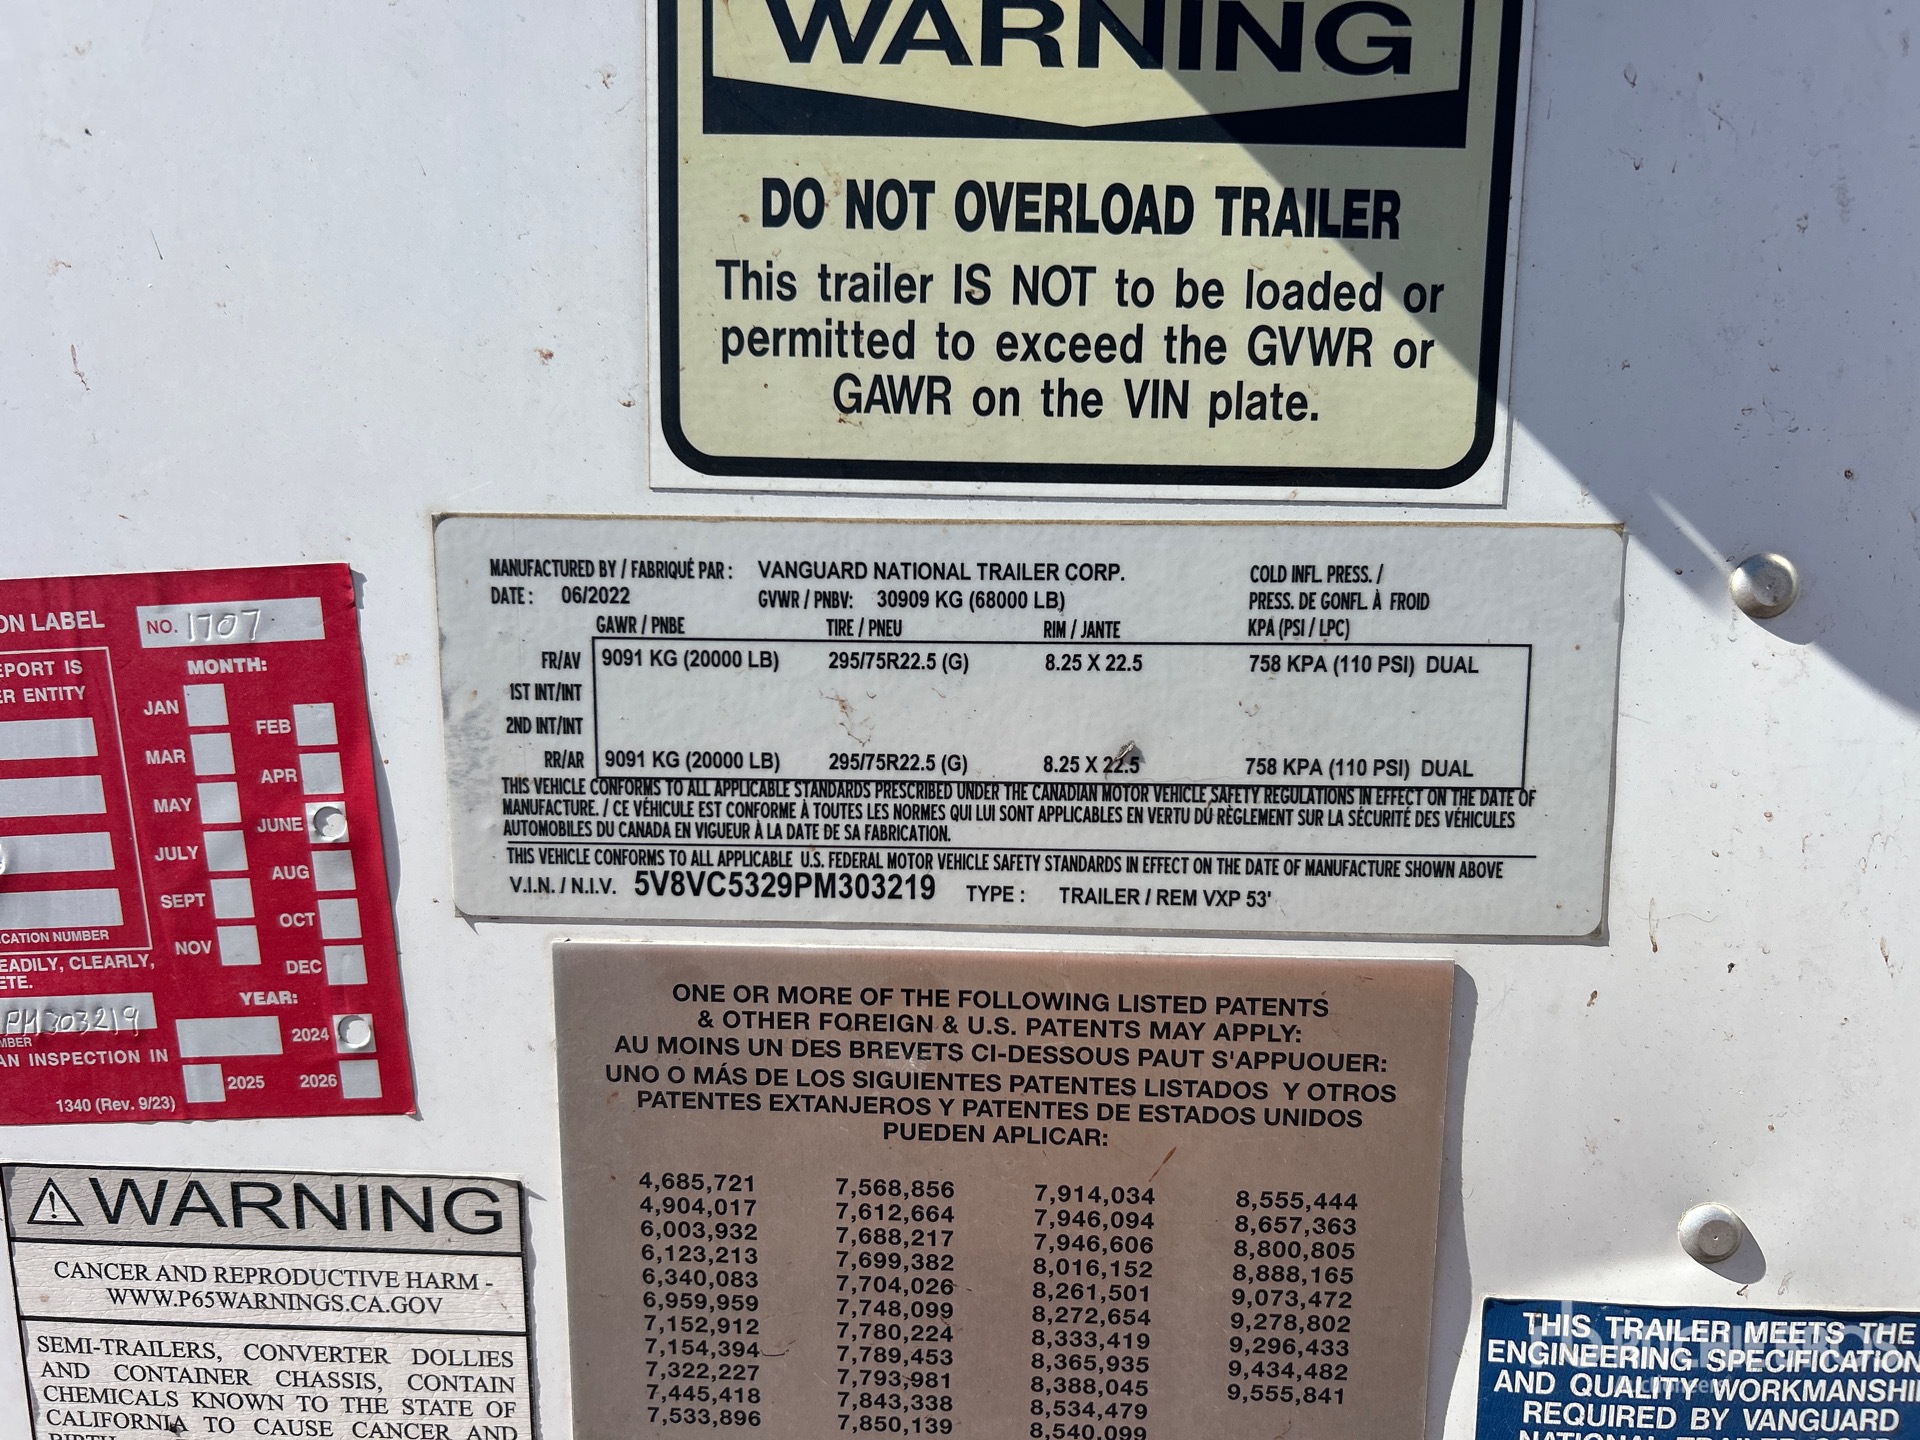 WARNING
DO NOT OVERLOAD TRAILER
This trailer IS NOT to be loaded or
permitted to exceed the GVWR or
GAWR on the VIN plate.
MANUFACTURED BY / FABRIQUÉ PAR : VANGUARD NATIONAL TRAILER CORP. COLD INFL. PRESS. /
DATE : 06/2022 GVWR / PNBV: 30909 KG (68000 LB) PRESS. DE GONFL. À FROID
GAWR / PNBE TIRE / PNEU RIM / JANTE KPA (PSI / LPC)
FR/AV 9091 KG (20000 LB) 295/75R22.5 (G) 8.25 X 22.5 758 KPA (110 PSI) DUAL
1ST INT/INT
2ND INT/INT
RR/AR 9091 KG (20000 LB) 295/75R22.5 (G) 8.25 X 22.5 758 KPA (110 PSI) DUAL
THIS VEHICLE CONFORMS TO ALL APPLICABLE STANDARDS PRESCRIBED UNDER THE CANADIAN MOTOR VEHICLE SAFETY REGULATIONS IN EFFECT ON THE DATE OF
MANUFACTURE. / CE VÉHICULE EST CONFORME À TOUTES LES NORMES QUI LUI SONT APPLICABLES EN VERTU DU RÈGLEMENT SUR LA SÉCURITÉ DES VÉHICULES
AUTOMOBILES DU CANADA EN VIGUEUR À LA DATE DE SA FABRICATION.
THIS VEHICLE CONFORMS TO ALL APPLICABLE U.S. FEDERAL MOTOR VEHICLE SAFETY STANDARDS IN EFFECT ON THE DATE OF MANUFACTURE SHOWN ABOVE
V.I.N. / N.I.V. 5V8VC5329PM303219 TYPE : TRAILER / REM VXP 53'
ON LABEL NO. 1707
EPORT IS
ER ENTITY
MONTH:
JAN
FEB
MAR
APR
MAY
JUNE
JULY
AUG
SEPT
OCT
NOV
DEC
CATION NUMBER
EADILY, CLEARLY,
ETE.
YEAR:
PM303219
MBER
2024
AN INSPECTION IN
2025 2026
1340 (Rev. 9/23)
ONE OR MORE OF THE FOLLOWING LISTED PATENTS
& OTHER FOREIGN & U.S. PATENTS MAY APPLY:
AU MOINS UN DES BREVETS CI-DESSOUS PAUT S'APPUOUER:
UNO O MÁS DE LOS SIGUIENTES PATENTES LISTADOS Y OTROS
PATENTES EXTANJEROS Y PATENTES DE ESTADOS UNIDOS
PUEDEN APLICAR:
4,685,721 7,568,856 7,914,034 8,555,444
4,904,017 7,612,664 7,946,094 8,657,363
6,003,932 7,688,217 7,946,606 8,800,805
6,123,213 7,699,382 8,016,152 8,888,165
6,340,083 7,704,026 8,261,501 9,073,472
6,959,959 7,748,099 8,272,654 9,278,802
7,152,912 7,780,224 8,333,419 9,296,433
7,154,394 7,789,453 8,365,935 9,434,482
7,322,227 7,793,981 8,388,045 9,555,841
7,445,418 7,843,338 8,534,479
7,533,896 7,850,139 8,540,099
WARNING
CANCER AND REPRODUCTIVE HARM -
WWW.P65WARNINGS.CA.GOV
SEMI-TRAILERS, CONVERTER DOLLIES
AND CONTAINER CHASSIS, CONTAIN
CHEMICALS KNOWN TO THE STATE OF
CALIFORNIA TO CAUSE CANCER AND
THIS TRAILER MEETS THE
ENGINEERING SPECIFICATION
AND QUALITY WORKMANSHI
REQUIRED BY VANGUARD